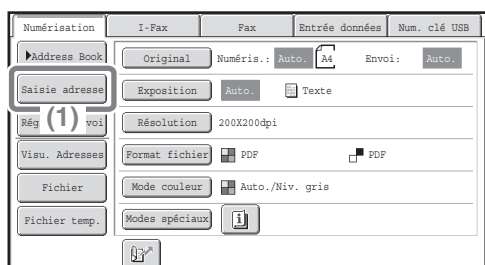 Numérisation I-Fax Fax Entrée données Num. clé USB
Address Book Original Numéris.: Auto. A4 Envoi: Auto.
Saisie adresse Exposition Auto. Texte
Rég (1) voi Résolution 200X200dpi
Visu. Adresses Format fichier PDF PDF
Fichier Mode couleur Auto./Niv. gris
Fichier temp. Modes spéciaux